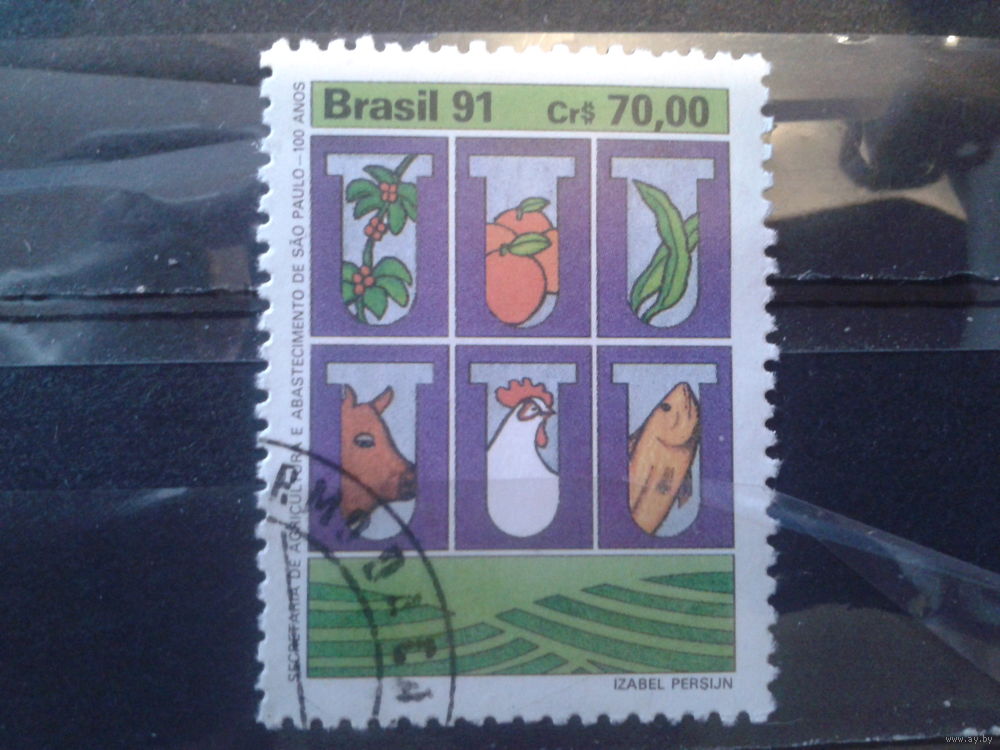 Brasil 91 Cr$ 70,00
SECRETARIA DE AGRICULTURA E ABASTECIMENTO DE SÃO PAULO - 100 ANOS
IZABEL PERSIJN
www.ay.by